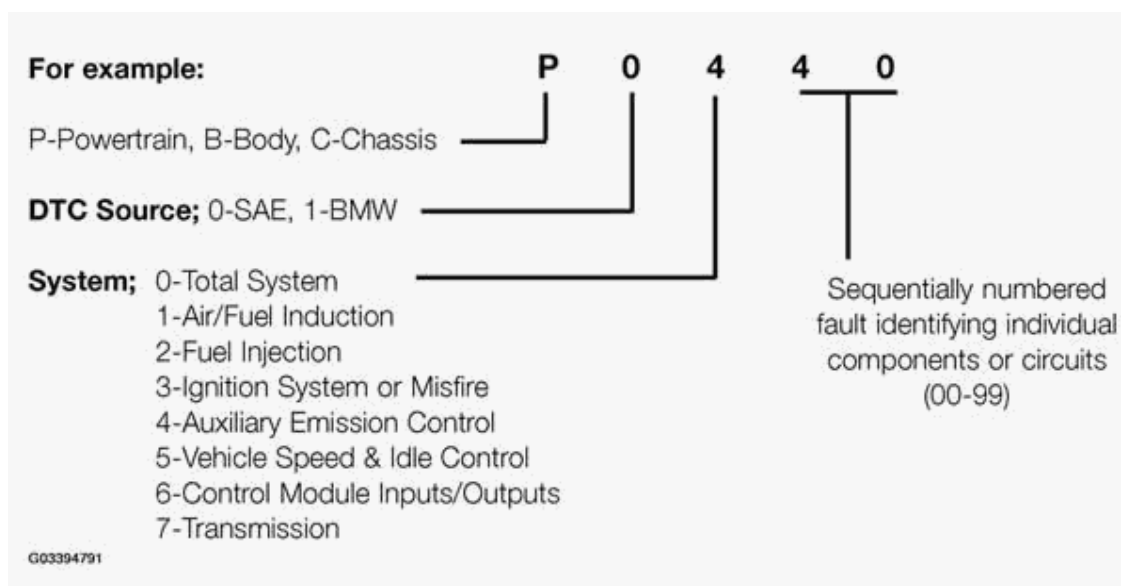 For example: P 0 4 4 0
P-Powertrain, B-Body, C-Chassis
DTC Source; 0-SAE, 1-BMW
System; 0-Total System
1-Air/Fuel Induction
2-Fuel Injection
3-Ignition System or Misfire
4-Auxiliary Emission Control
5-Vehicle Speed & Idle Control
6-Control Module Inputs/Outputs
7-Transmission
Sequentially numbered
fault identifying individual
components or circuits
(00-99)
G03394791